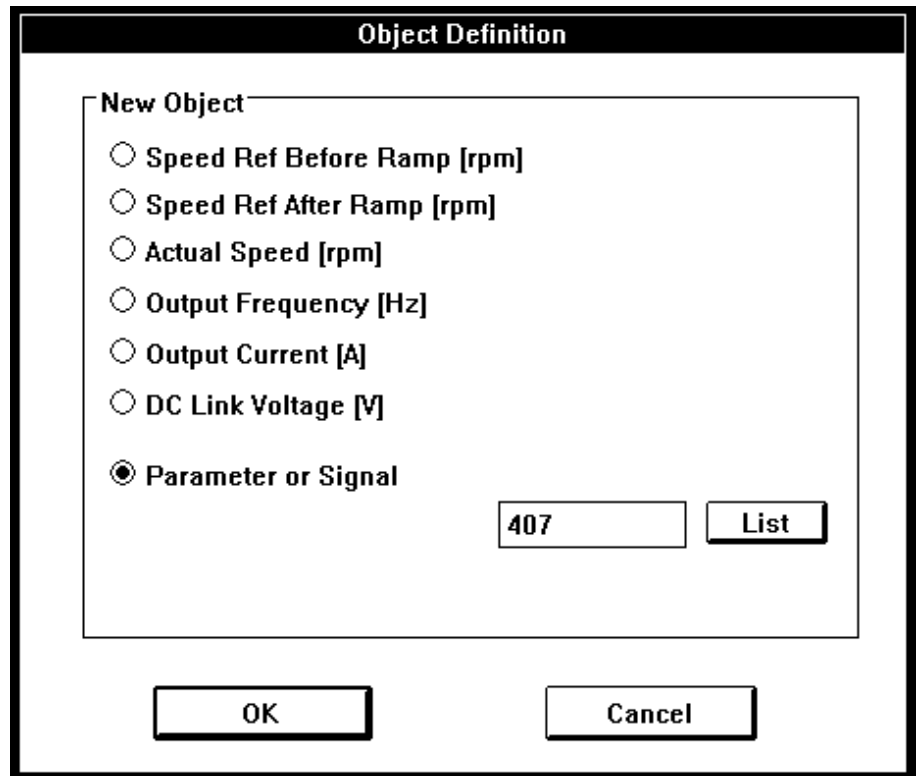 Object Definition
New Object
Speed Ref Before Ramp [rpm]
Speed Ref After Ramp [rpm]
Actual Speed [rpm]
Output Frequency [Hz]
Output Current [A]
DC Link Voltage [V]
Parameter or Signal
407 List
OK Cancel